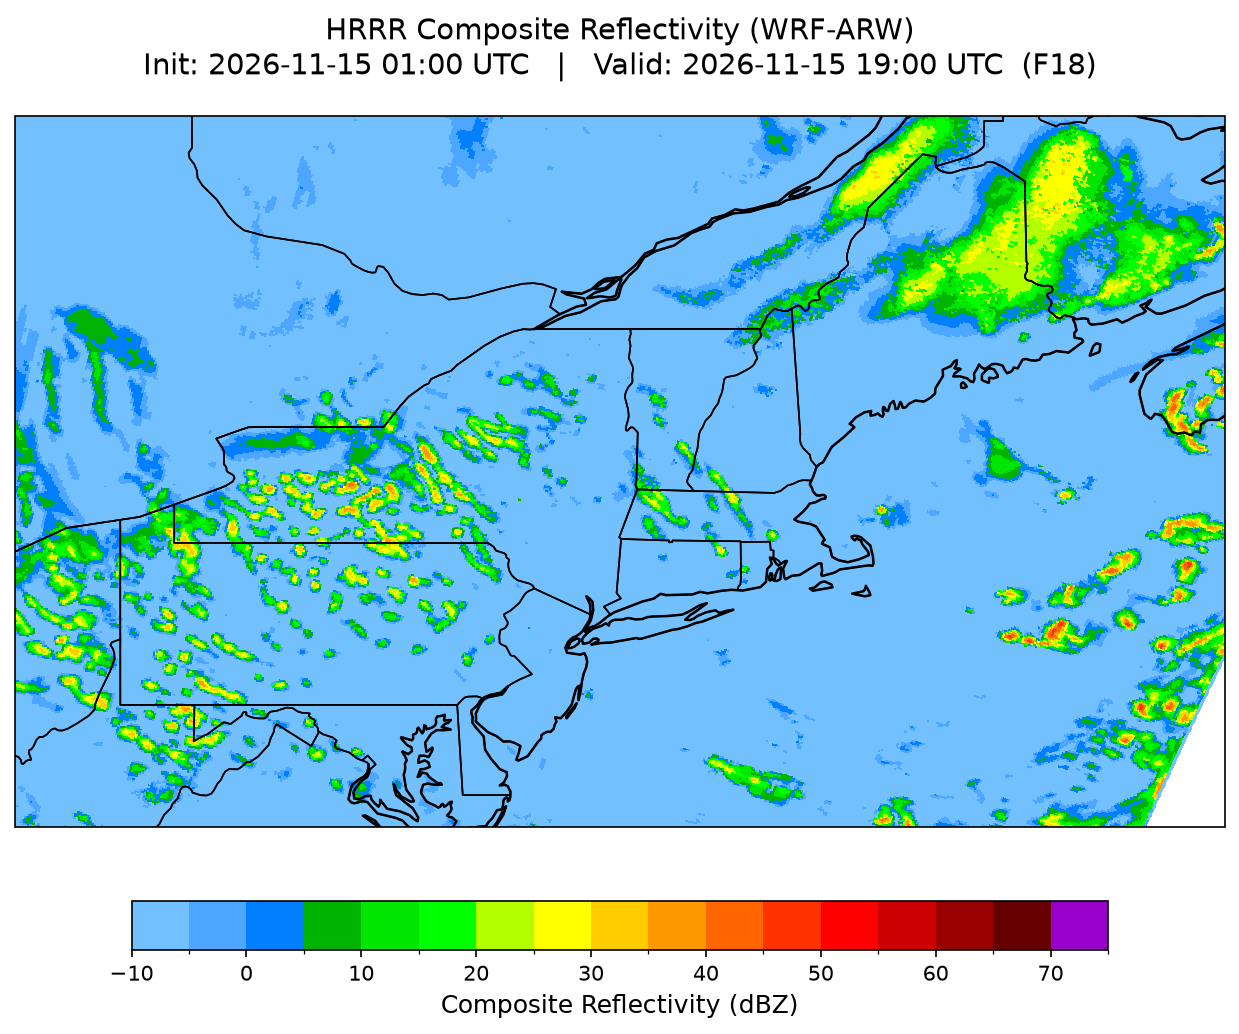 HRRR Composite Reflectivity (WRF-ARW)
Init: 2026-11-15 01:00 UTC   |   Valid: 2026-11-15 19:00 UTC  (F18)
−10 0 10 20 30 40 50 60 70
Composite Reflectivity (dBZ)